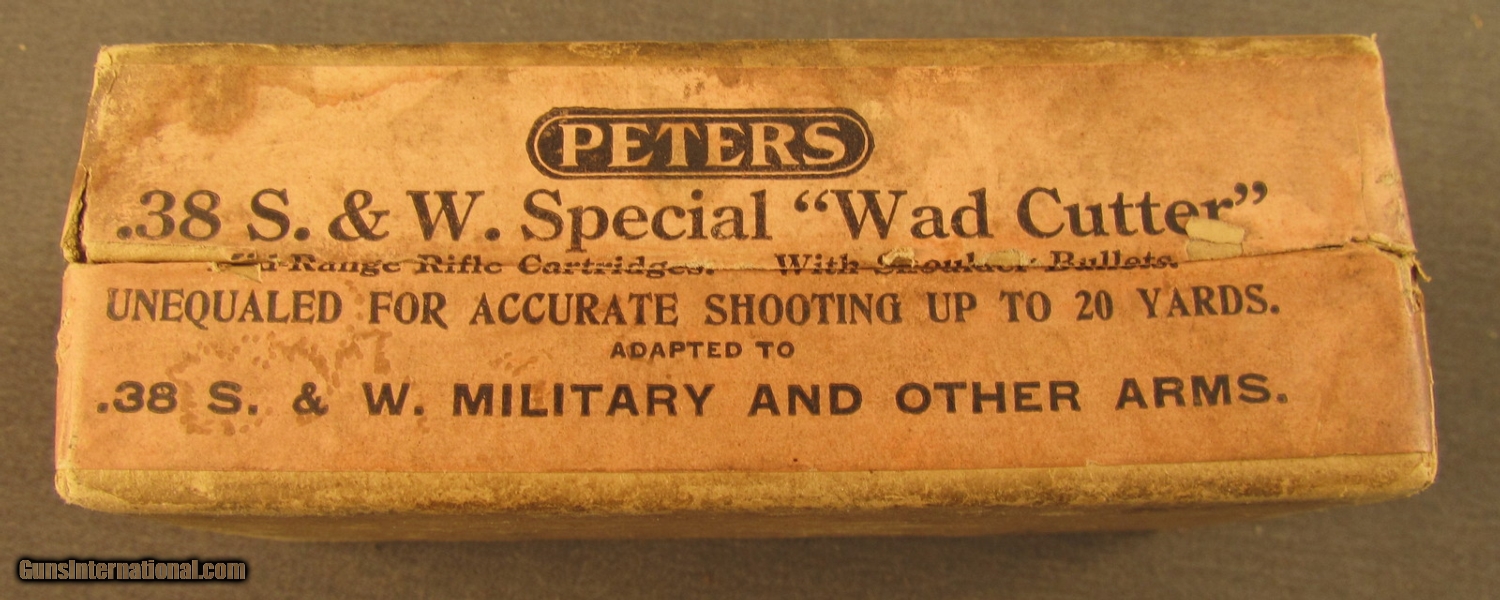 PETERS
.38 S. & W. Special “Wad Cutter”
Range Rifle Cartridges. With Shoulder Bullets.
UNEQUALED FOR ACCURATE SHOOTING UP TO 20 YARDS.
ADAPTED TO
.38 S. & W. MILITARY AND OTHER ARMS.
GunsInternational.com